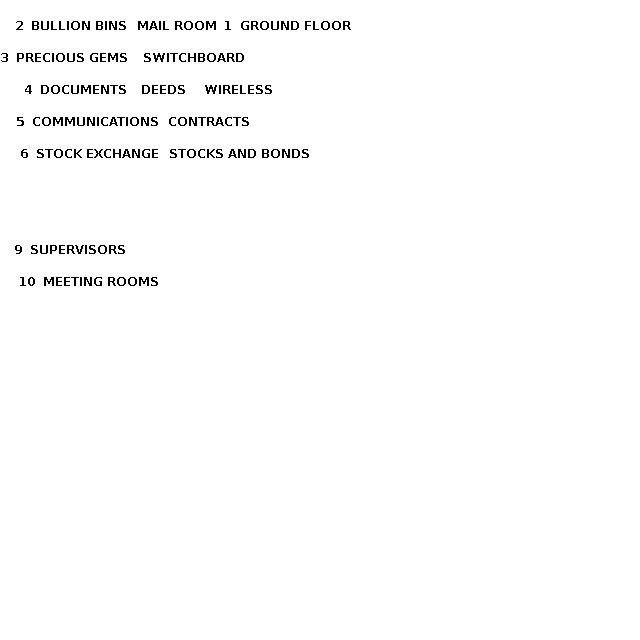 2 BULLION BINS MAIL ROOM 1 GROUND FLOOR
3 PRECIOUS GEMS SWITCHBOARD
4 DOCUMENTS DEEDS WIRELESS
5 COMMUNICATIONS CONTRACTS
6 STOCK EXCHANGE STOCKS AND BONDS
9 SUPERVISORS
10 MEETING ROOMS